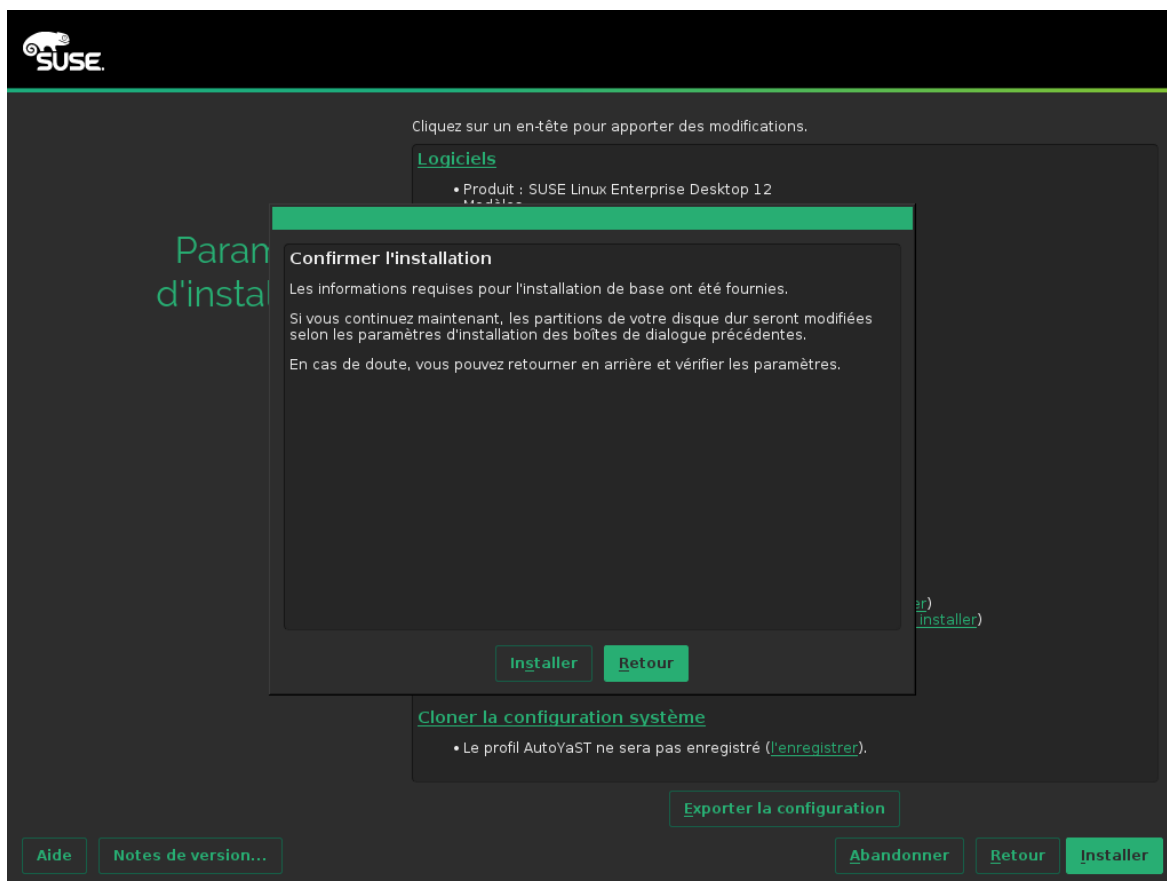 SUSE.
Cliquez sur un en-tête pour apporter des modifications.
Logiciels
• Produit : SUSE Linux Enterprise Desktop 12
Confirmer l'installation
Les informations requises pour l'installation de base ont été fournies.
Si vous continuez maintenant, les partitions de votre disque dur seront modifiées
selon les paramètres d'installation des boîtes de dialogue précédentes.
En cas de doute, vous pouvez retourner en arrière et vérifier les paramètres.
installer)
Installer
Retour
Cloner la configuration système
• Le profil AutoYaST ne sera pas enregistré (l'enregistrer).
Exporter la configuration
Aide
Notes de version...
Abandonner
Retour
Installer